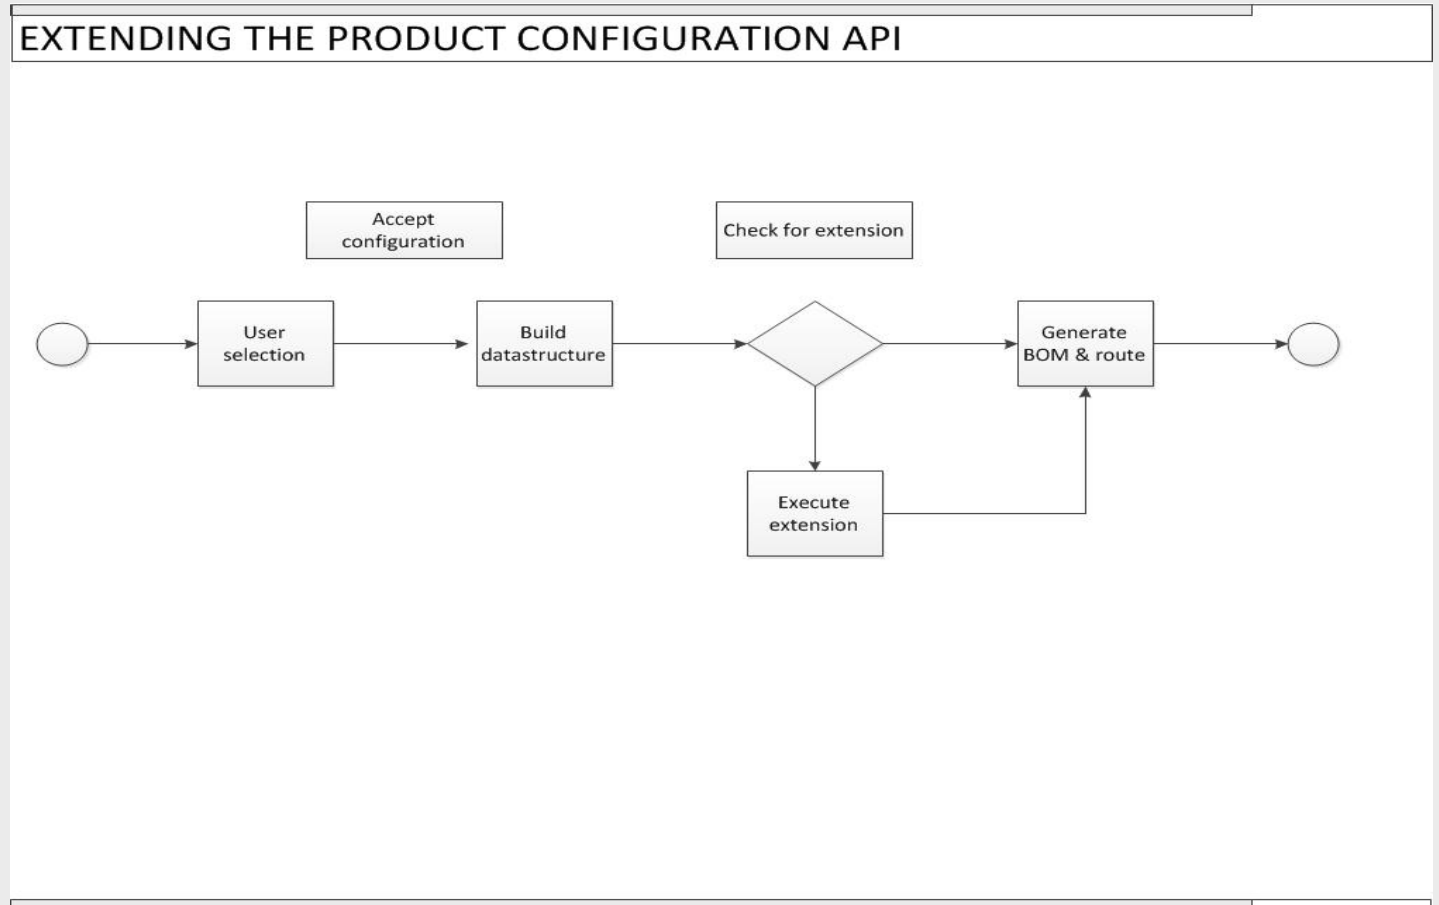 EXTENDING THE PRODUCT CONFIGURATION API
Accept
configuration
Check for extension
User
selection
Build
datastructure
Generate
BOM & route
Execute
extension